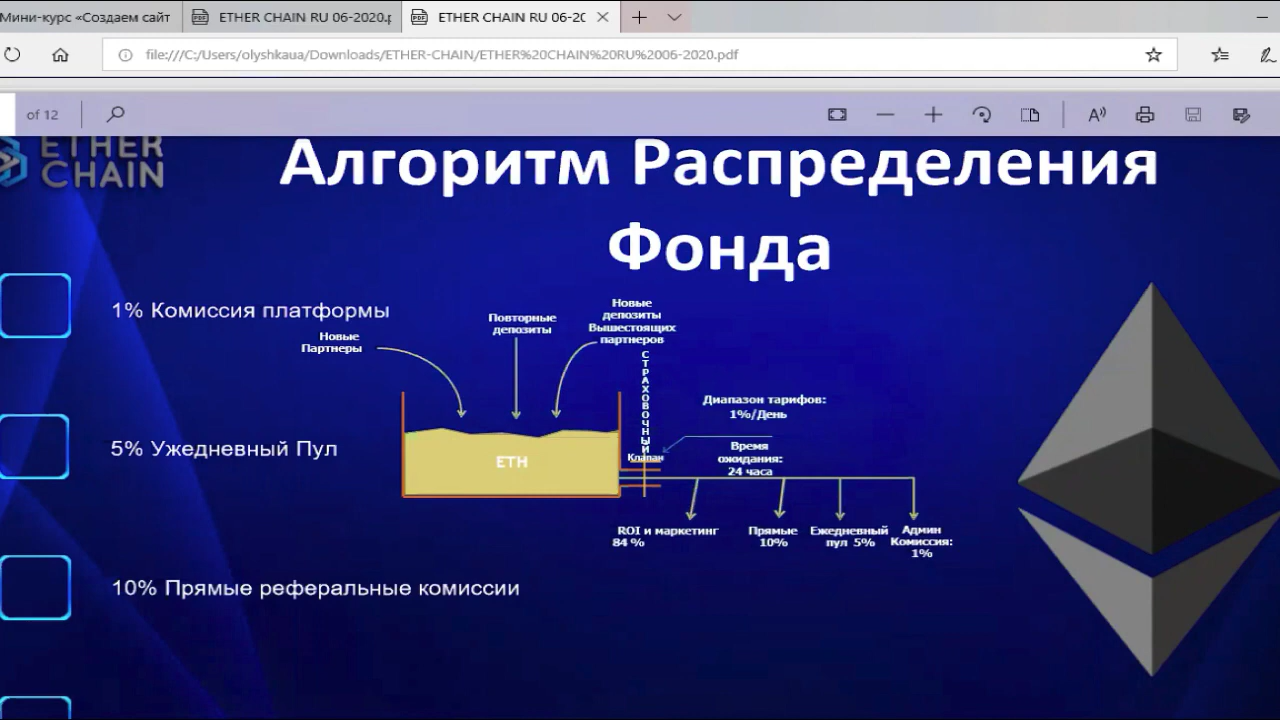 Мини-курс «Создаем сайт
ETHER CHAIN RU 06-2020.p
ETHER CHAIN RU 06-20
file:///C:/Users/olyshkaua/Downloads/ETHER-CHAIN/ETHER%20CHAIN%20RU%2006-2020.pdf
of 12
ETHER
CHAIN
Алгоритм Распределения
Фонда
1% Комиссия платформы
Новые
Партнеры
Повторные
депозиты
Новые
депозиты
Вышестоящих
партнеров
СТРАХОВОЧНЫЙ
Клапан
Диапазон тарифов:
1%/День
Время
ожидания:
24 часа
5% Ужедневный Пул
ETH
ROI и маркетинг
84 %
Прямые
10%
Ежедневный
пул 5%
Админ
Комиссия:
1%
10% Прямые реферальные комиссии